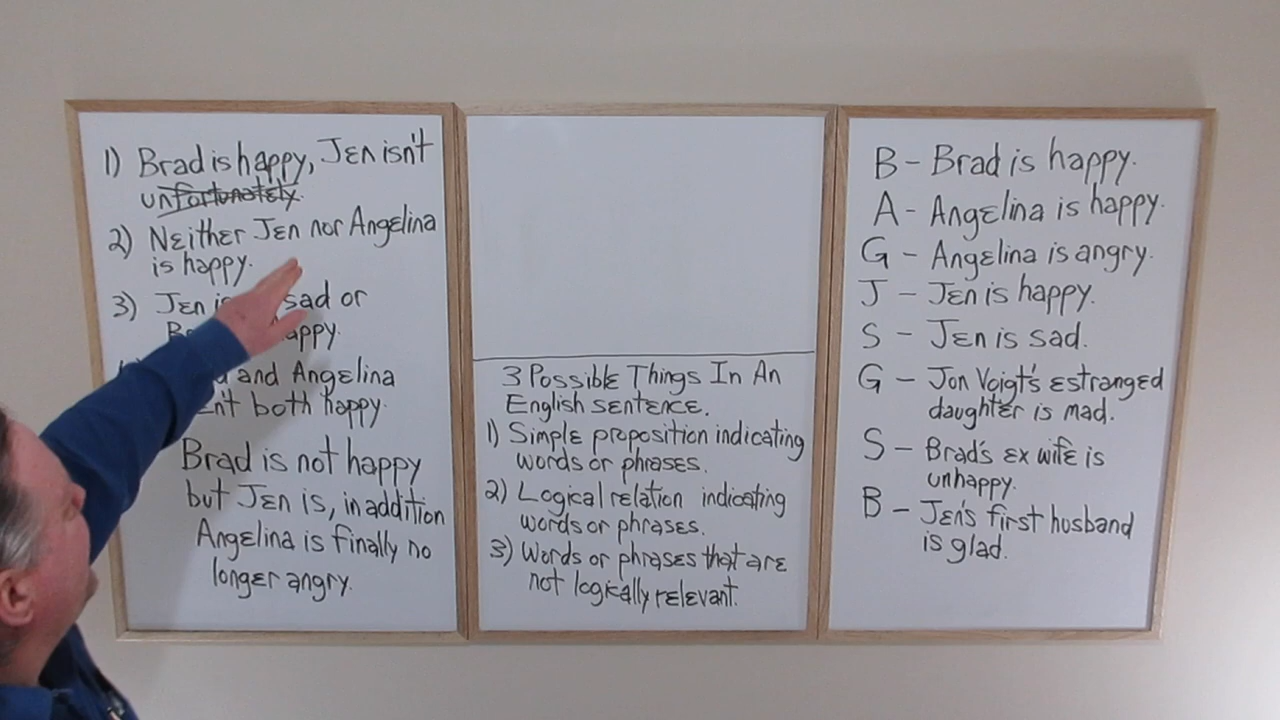 1) Brad is happy, Jen isn't
unfortunately.
2) Neither Jen nor Angelina
is happy.
3) Jen is sad or
happy.
and Angelina
both happy.
Brad is not happy
but Jen is, in addition
Angelina is finally no
longer angry.
3 Possible Things In An
English sentence.
1) Simple proposition indicating
words or phrases.
2) Logical relation indicating
words or phrases.
3) Words or phrases that are
not logically relevant.
B - Brad is happy.
A - Angelina is happy.
G - Angelina is angry.
J - Jen is happy.
S - Jen is sad.
G - Jon Voigt's estranged
daughter is mad.
S - Brad's ex wife is
unhappy.
B - Jen's first husband
is glad.